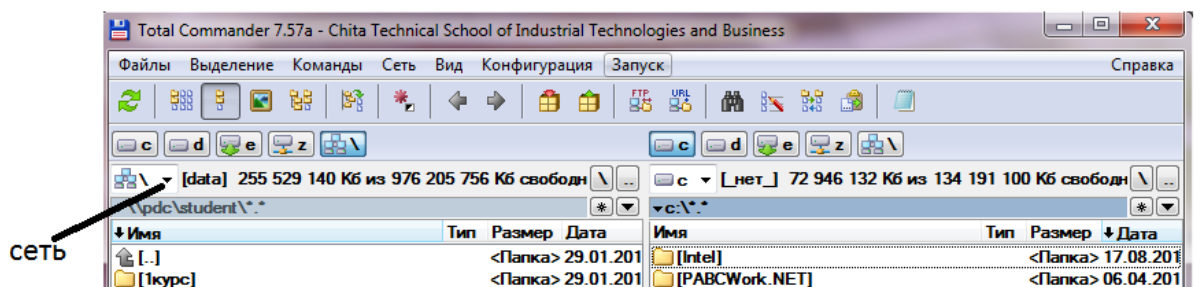 Total Commander 7.57a - Chita Technical School of Industrial Technologies and Business
Файлы Выделение Команды Сеть Вид Конфигурация Запуск Справка
FTP URL
c d e z \ c d e z \
\ [data] 255 529 140 Кб из 976 205 756 Кб свободн \ .. c [_нет_] 72 946 132 Кб из 134 191 100 Кб свободн \ ..
\\pdc\student\*.* * c:\*.* *
Имя Тип Размер Дата Имя Тип Размер Дата
сеть
[..] <Папка> 29.01.201 [Intel] <Папка> 17.08.201
[1курс] <Папка> 29.01.201 [PABCWork.NET] <Папка> 06.04.201